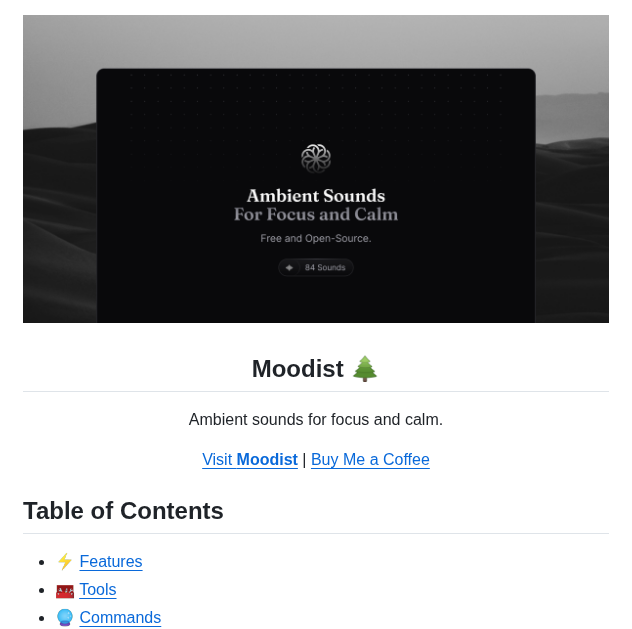 Ambient Sounds
For Focus and Calm
Free and Open-Source.
84 Sounds
Moodist 🌲
Ambient sounds for focus and calm.
Visit Moodist | Buy Me a Coffee
Table of Contents
⚡ Features
🧰 Tools
🔮 Commands